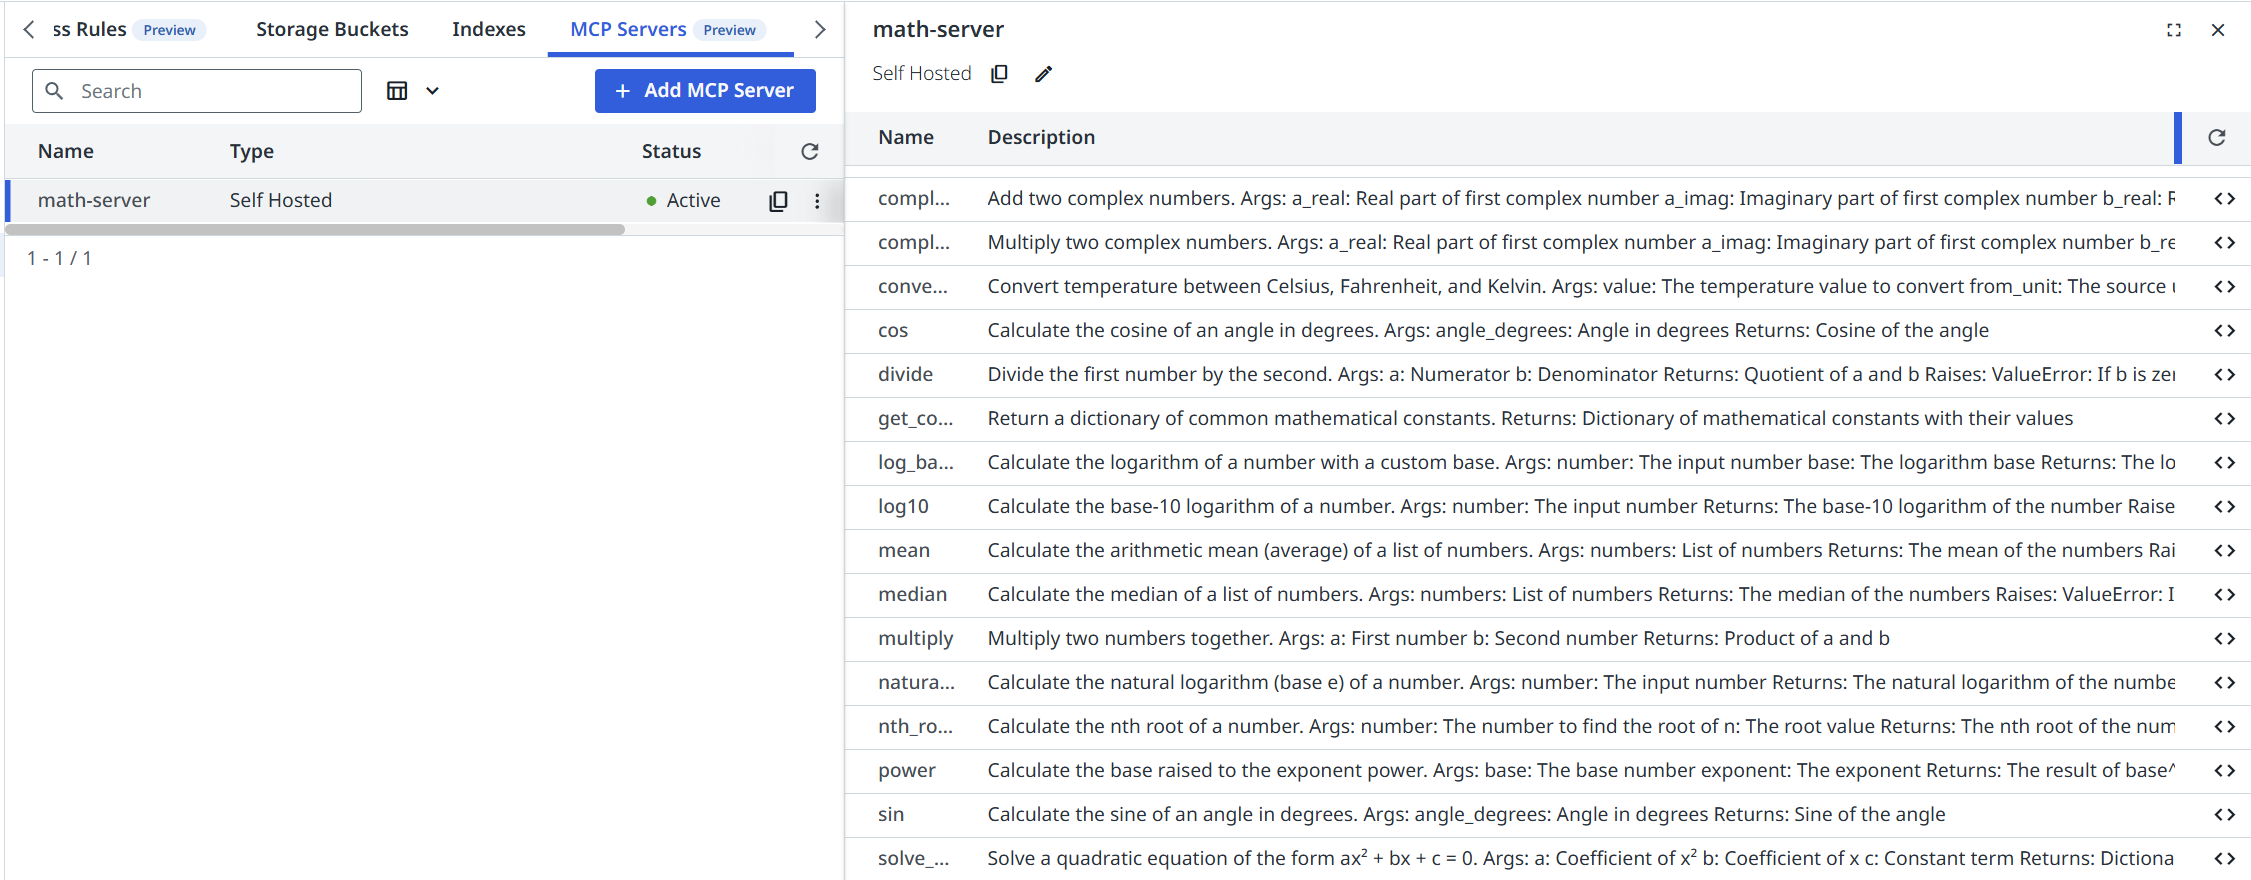 ss Rules Preview Storage Buckets Indexes MCP Servers Preview
Search
+ Add MCP Server
Name Type Status
math-server Self Hosted Active
1 - 1 / 1
math-server
Self Hosted
Name Description
compl... Add two complex numbers. Args: a_real: Real part of first complex number a_imag: Imaginary part of first complex number b_real: R
compl... Multiply two complex numbers. Args: a_real: Real part of first complex number a_imag: Imaginary part of first complex number b_re
conve... Convert temperature between Celsius, Fahrenheit, and Kelvin. Args: value: The temperature value to convert from_unit: The source
cos Calculate the cosine of an angle in degrees. Args: angle_degrees: Angle in degrees Returns: Cosine of the angle
divide Divide the first number by the second. Args: a: Numerator b: Denominator Returns: Quotient of a and b Raises: ValueError: If b is zer
get_co... Return a dictionary of common mathematical constants. Returns: Dictionary of mathematical constants with their values
log_ba... Calculate the logarithm of a number with a custom base. Args: number: The input number base: The logarithm base Returns: The lo
log10 Calculate the base-10 logarithm of a number. Args: number: The input number Returns: The base-10 logarithm of the number Raise
mean Calculate the arithmetic mean (average) of a list of numbers. Args: numbers: List of numbers Returns: The mean of the numbers Rai
median Calculate the median of a list of numbers. Args: numbers: List of numbers Returns: The median of the numbers Raises: ValueError: I
multiply Multiply two numbers together. Args: a: First number b: Second number Returns: Product of a and b
natura... Calculate the natural logarithm (base e) of a number. Args: number: The input number Returns: The natural logarithm of the numbe
nth_ro... Calculate the nth root of a number. Args: number: The number to find the root of n: The root value Returns: The nth root of the num
power Calculate the base raised to the exponent power. Args: base: The base number exponent: The exponent Returns: The result of base^
sin Calculate the sine of an angle in degrees. Args: angle_degrees: Angle in degrees Returns: Sine of the angle
solve_... Solve a quadratic equation of the form ax² + bx + c = 0. Args: a: Coefficient of x² b: Coefficient of x c: Constant term Returns: Dictiona